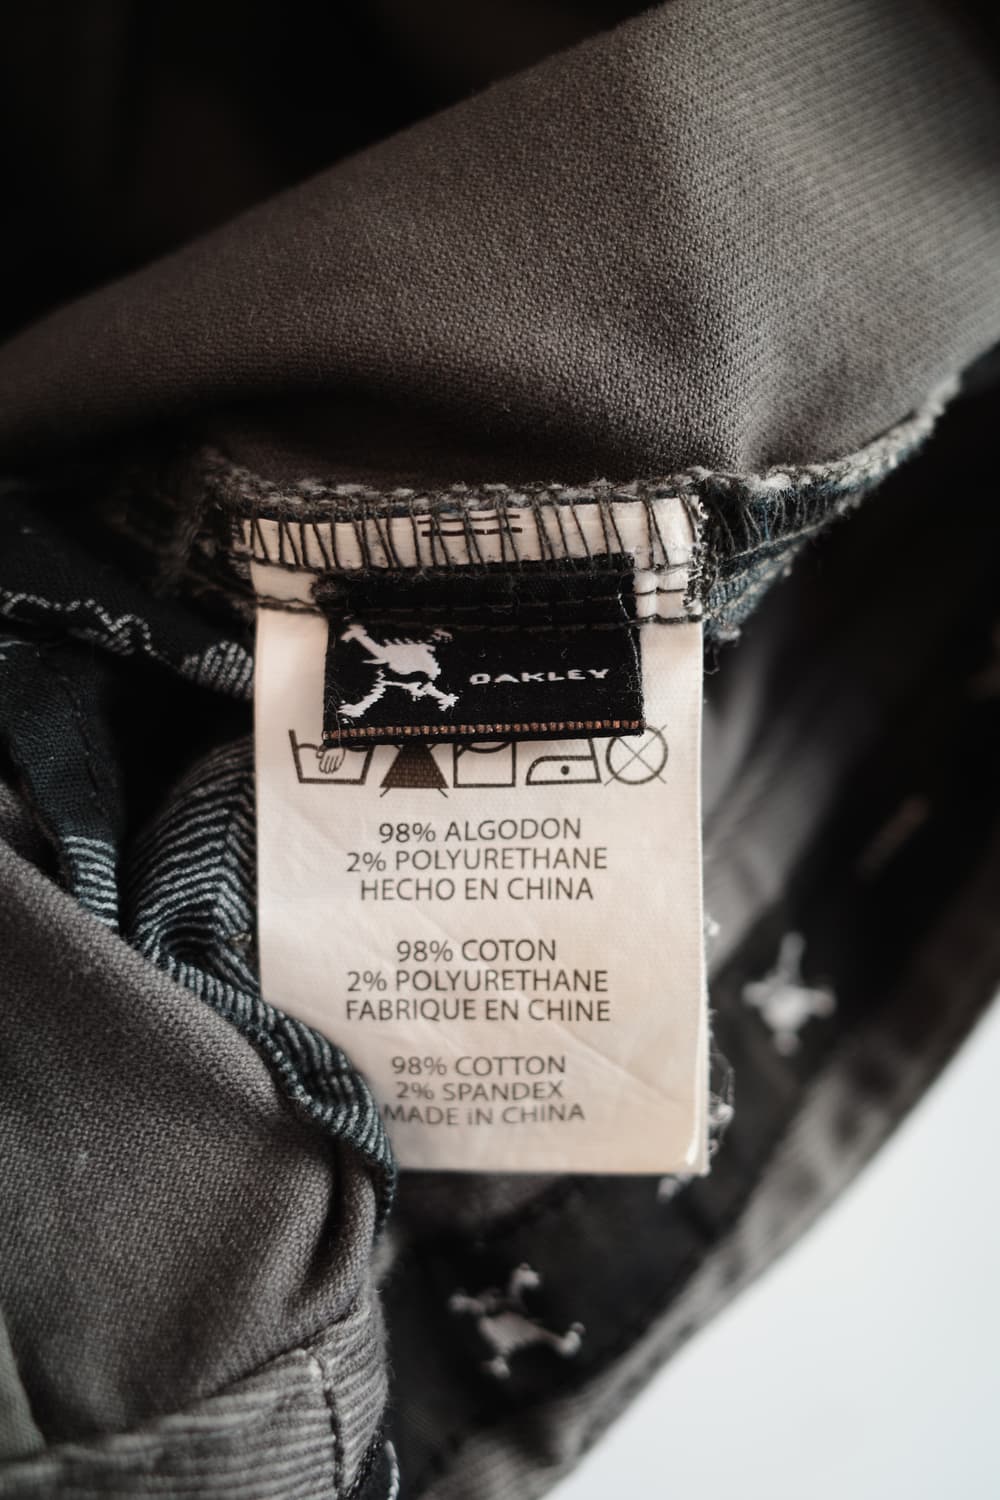 OAKLEY
98% ALGODON
2% POLYURETHANE
HECHO EN CHINA
98% COTON
2% POLYURETHANE
FABRIQUE EN CHINE
98% COTTON
2% SPANDEX
MADE iN CHINA